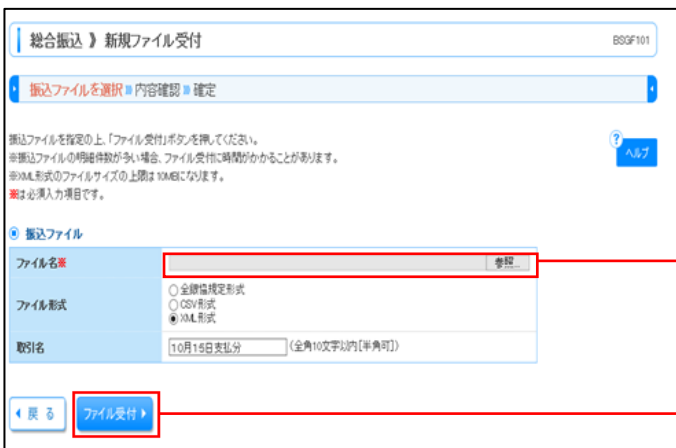 総合振込 》 新規ファイル受付
BSGF101
振込ファイルを選択 » 内容確認 » 確定
振込ファイルを指定の上、「ファイル受付」ボタンを押してください。
※振込ファイルの明細件数が多い場合、ファイル受付に時間がかかることがあります。
※XML形式のファイルサイズの上限は10MBになります。
※は必須入力項目です。
? ヘルプ
振込ファイル
ファイル名※
参照...
ファイル形式
全銀協規定形式
CSV形式
XML形式
取引名
10月15日支払分 (全角10文字以内[半角可])
戻る
ファイル受付